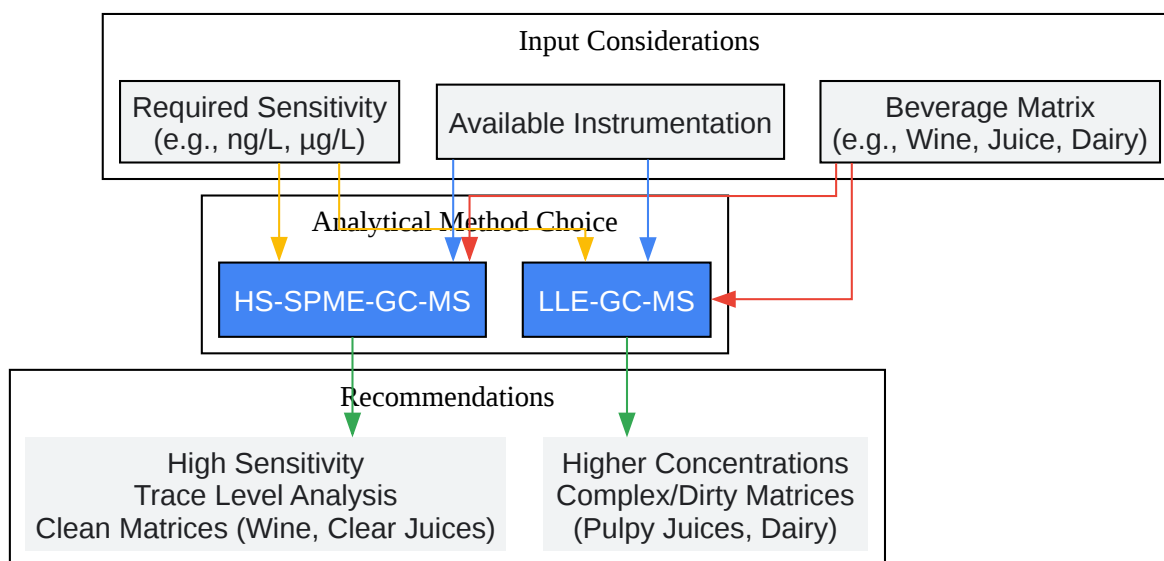 Input Considerations
Required Sensitivity
(e.g., ng/L, µg/L)
Available Instrumentation
Beverage Matrix
(e.g., Wine, Juice, Dairy)
Analytical Method Choice
HS-SPME-GC-MS
LLE-GC-MS
Recommendations
High Sensitivity
Trace Level Analysis
Clean Matrices (Wine, Clear Juices)
Higher Concentrations
Complex/Dirty Matrices
(Pulpy Juices, Dairy)